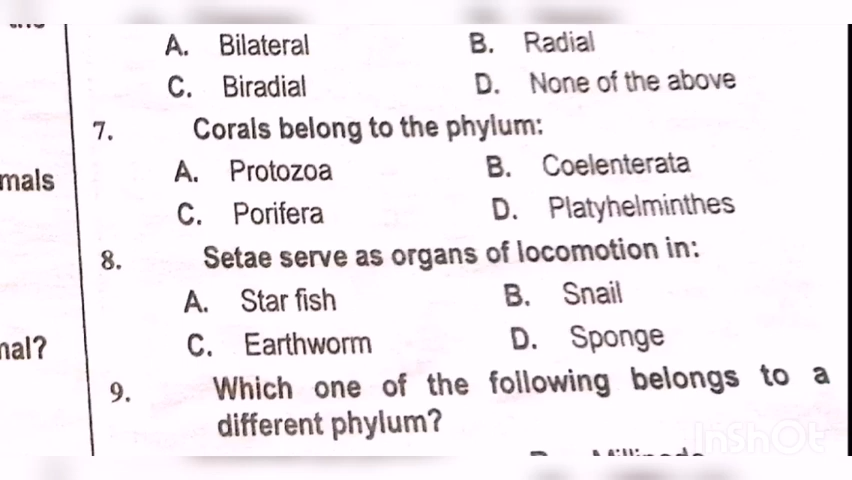 A. Bilateral B. Radial
C. Biradial D. None of the above
7. Corals belong to the phylum:
mals
A. Protozoa B. Coelenterata
C. Porifera D. Platyhelminthes
8. Setae serve as organs of locomotion in:
A. Star fish B. Snail
nal?
C. Earthworm D. Sponge
9. Which one of the following belongs to a
different phylum?
InShOt